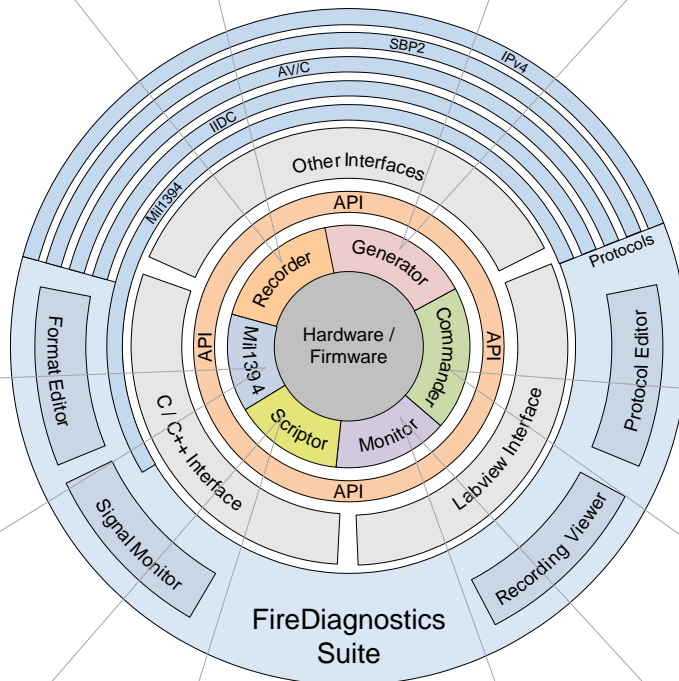 SBP2
IPv4
AV/C
IIDC
Mil1394
Other Interfaces
Protocols
API
Recorder
Generator
Hardware /
Firmware
Mil1394
Commander
API
API
Scriptor
Monitor
API
Format Editor
Protocol Editor
C / C++ Interface
Labview Interface
Signal Monitor
Recording Viewer
FireDiagnostics
Suite